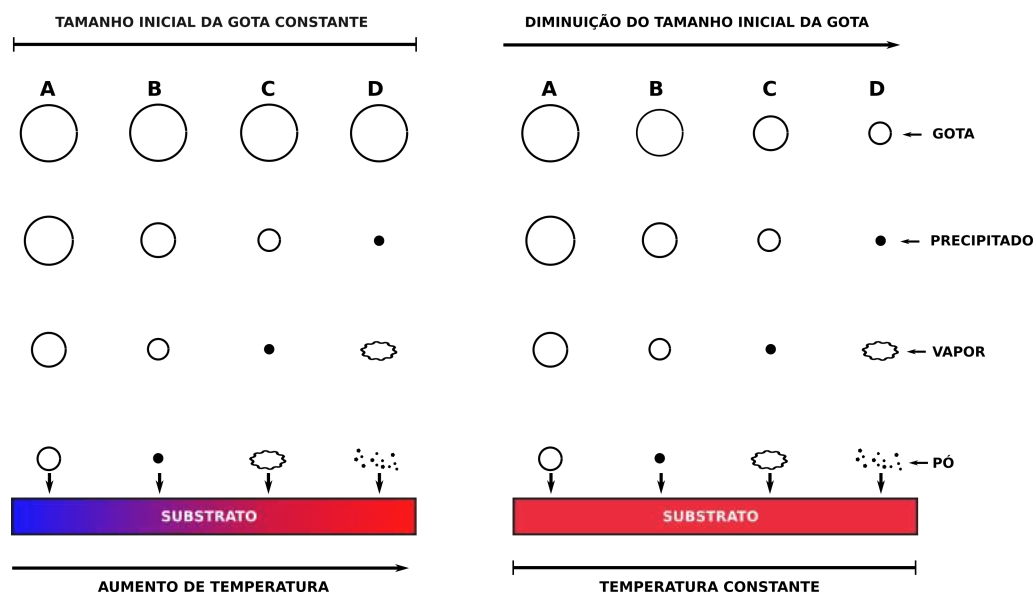 TAMANHO INICIAL DA GOTA CONSTANTE
DIMINUIÇÃO DO TAMANHO INICIAL DA GOTA
A B C D
A B C D
GOTA
PRECIPITADO
VAPOR
PÓ
SUBSTRATO
SUBSTRATO
AUMENTO DE TEMPERATURA
TEMPERATURA CONSTANTE